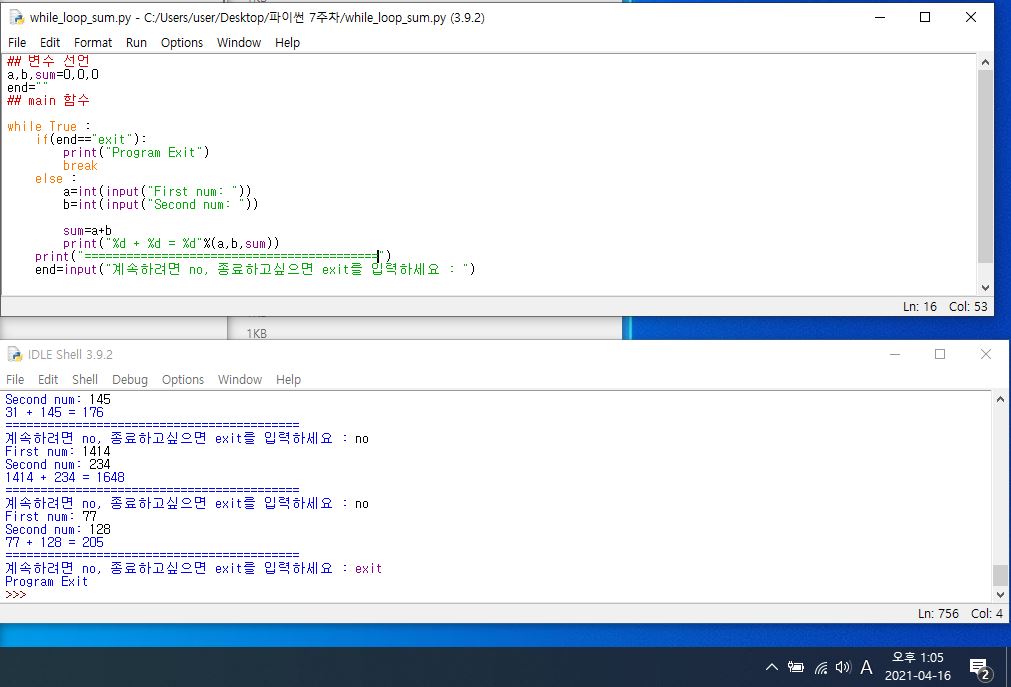 while_loop_sum.py - C:/Users/user/Desktop/파이썬 7주차/while_loop_sum.py (3.9.2)
File Edit Format Run Options Window Help
## 변수 선언
a,b,sum=0,0,0
end=""
## main 함수
while True :
if(end=="exit"):
print("Program Exit")
break
else :
a=int(input("First num: "))
b=int(input("Second num: "))
sum=a+b
print("%d + %d = %d"%(a,b,sum))
print("==========================================")
end=input("계속하려면 no, 종료하고싶으면 exit를 입력하세요 : ")
Ln: 16 Col: 53
1KB
IDLE Shell 3.9.2
File Edit Shell Debug Options Window Help
Second num: 145
31 + 145 = 176
==========================================
계속하려면 no, 종료하고싶으면 exit를 입력하세요 : no
First num: 1414
Second num: 234
1414 + 234 = 1648
==========================================
계속하려면 no, 종료하고싶으면 exit를 입력하세요 : no
First num: 77
Second num: 128
77 + 128 = 205
==========================================
계속하려면 no, 종료하고싶으면 exit를 입력하세요 : exit
Program Exit
>>>
Ln: 756 Col: 4
A
오후 1:05
2021-04-16
2